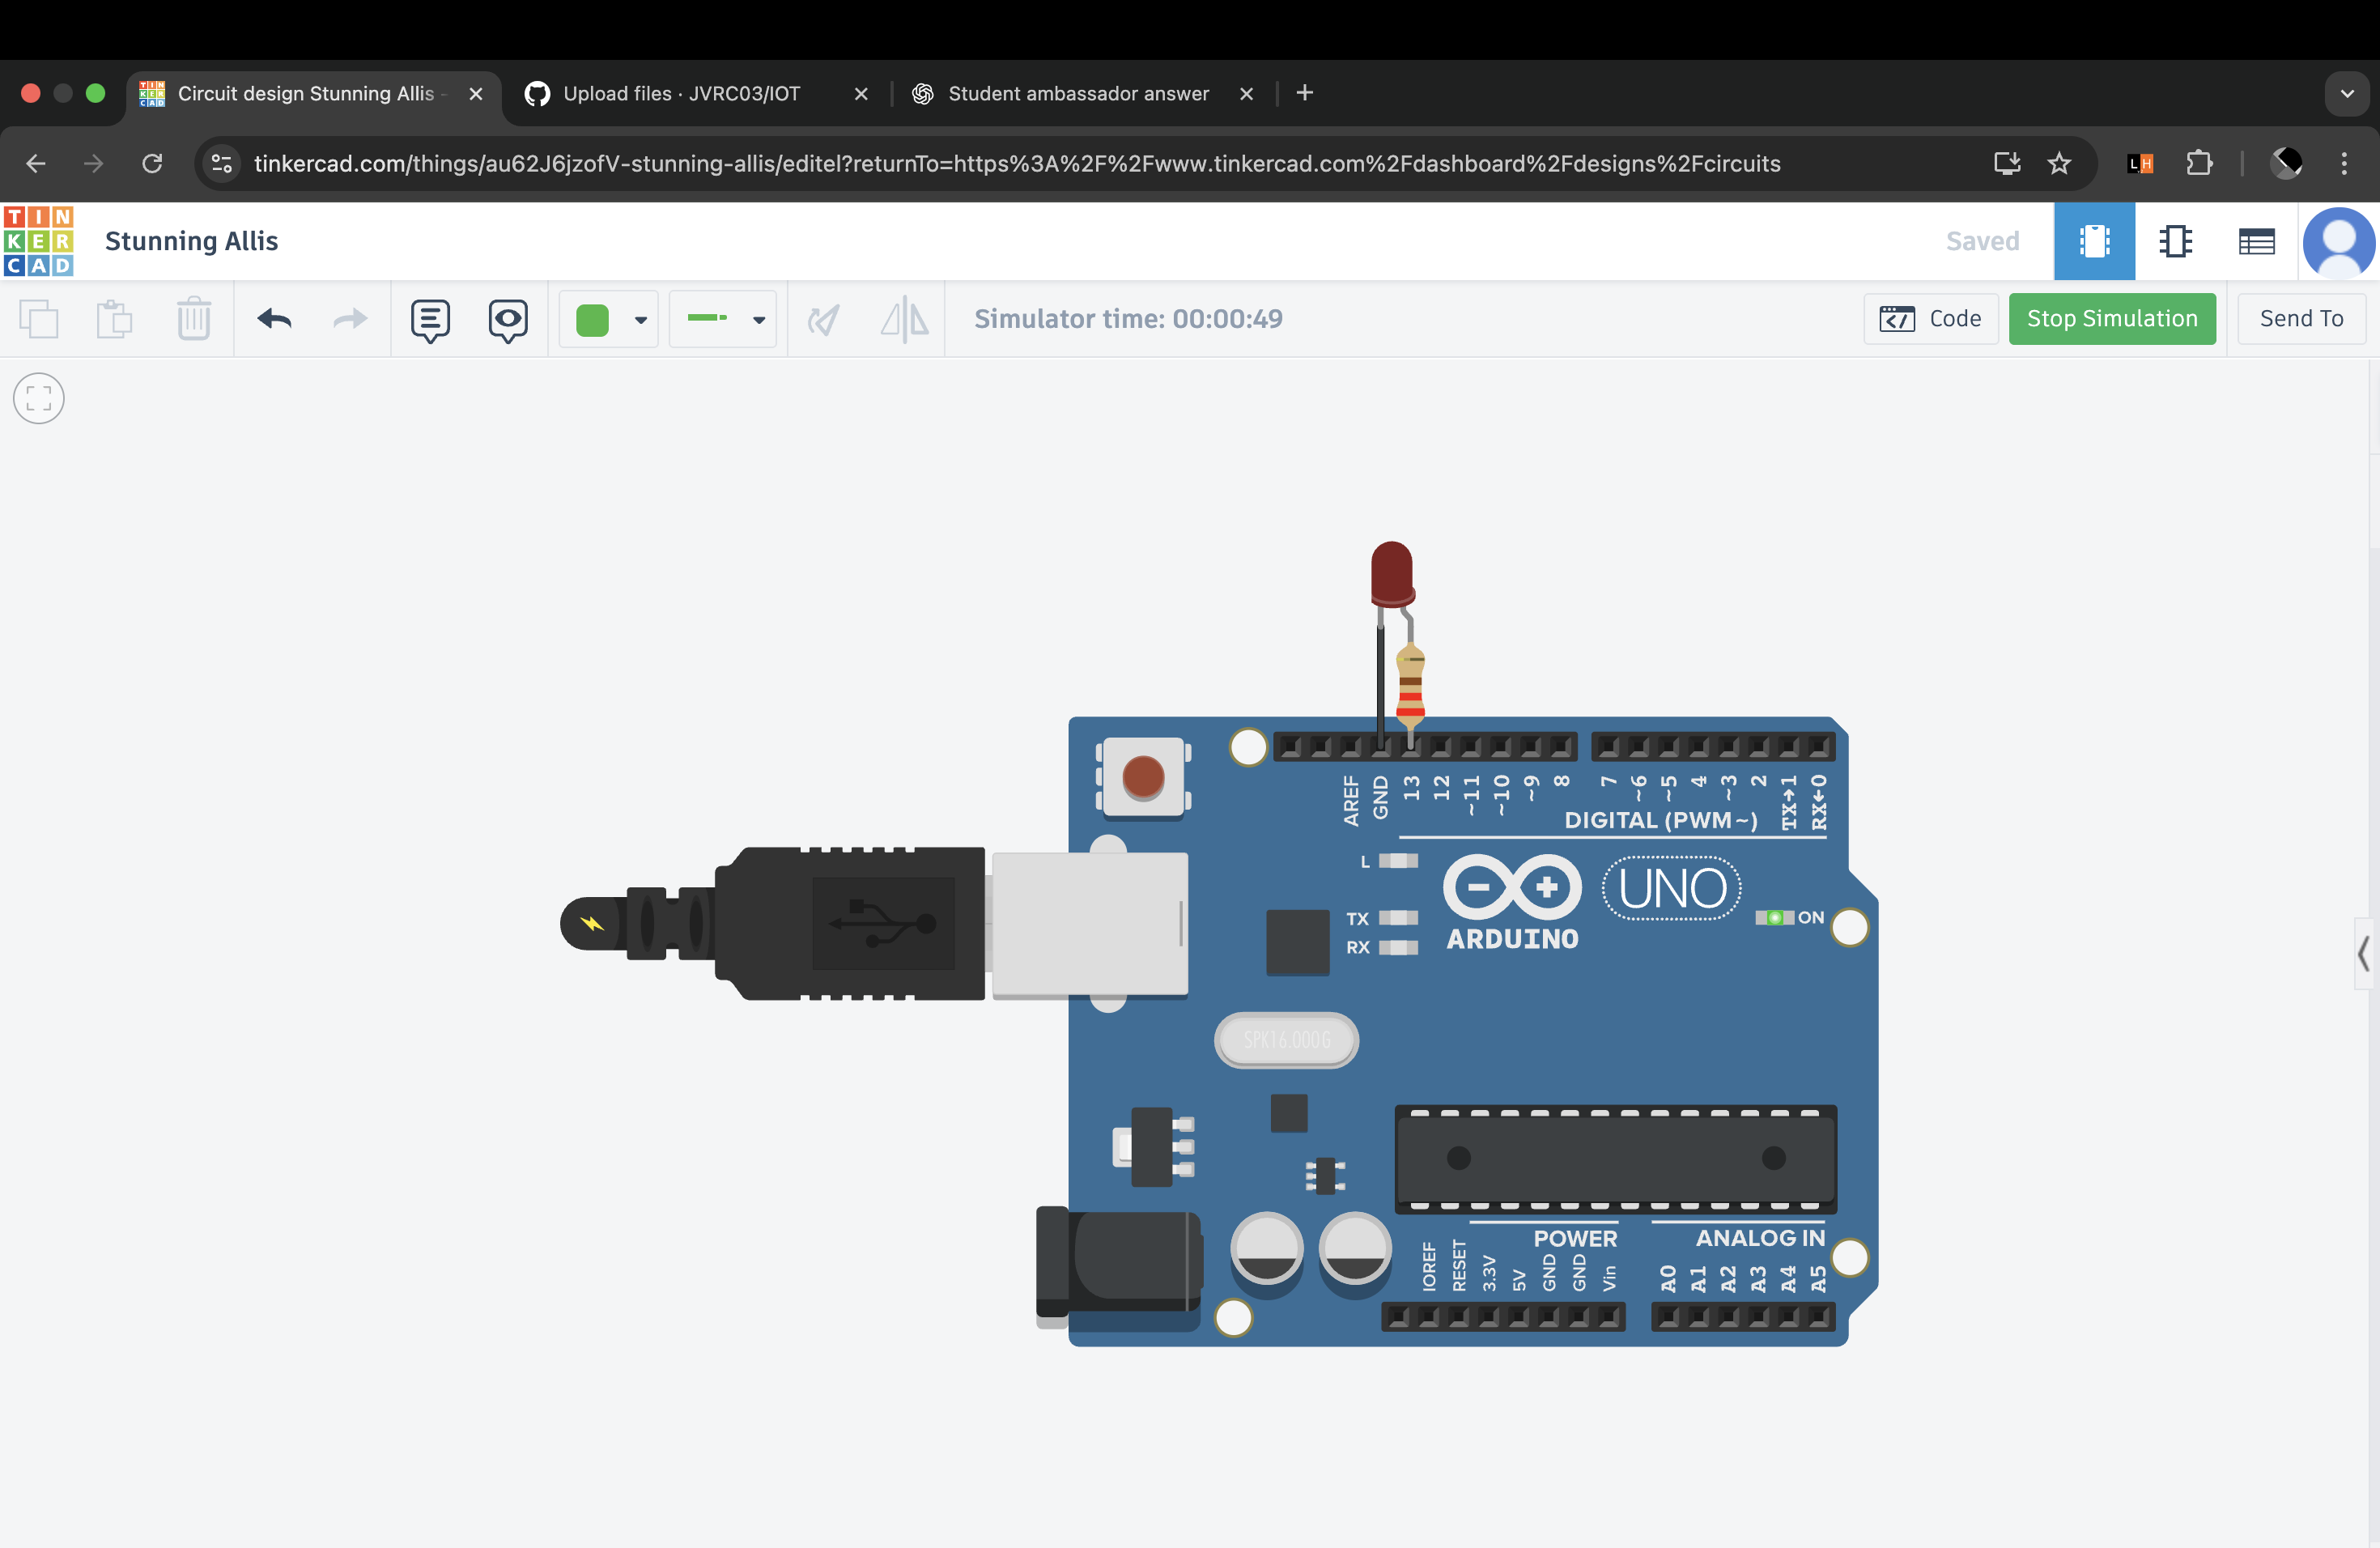 Circuit design Stunning Allis -
Upload files · JVRC03/IOT
Student ambassador answer
tinkercad.com/things/au62J6jzofV-stunning-allis/editel?returnTo=https%3A%2F%2Fwww.tinkercad.com%2Fdashboard%2Fdesigns%2Fcircuits
LH
TIN
KER
CAD
Stunning Allis
Saved
Simulator time: 00:00:49
Code
Stop Simulation
Send To
AREF
GND
13
12
~11
~10
~9
8
7
~6
~5
4
~3
2
TX→1
RX←0
DIGITAL (PWM~)
L
TX
RX
ARDUINO
UNO
ON
SPK16.000G
POWER
ANALOG IN
IOREF
RESET
3.3V
5V
GND
GND
Vin
A0
A1
A2
A3
A4
A5